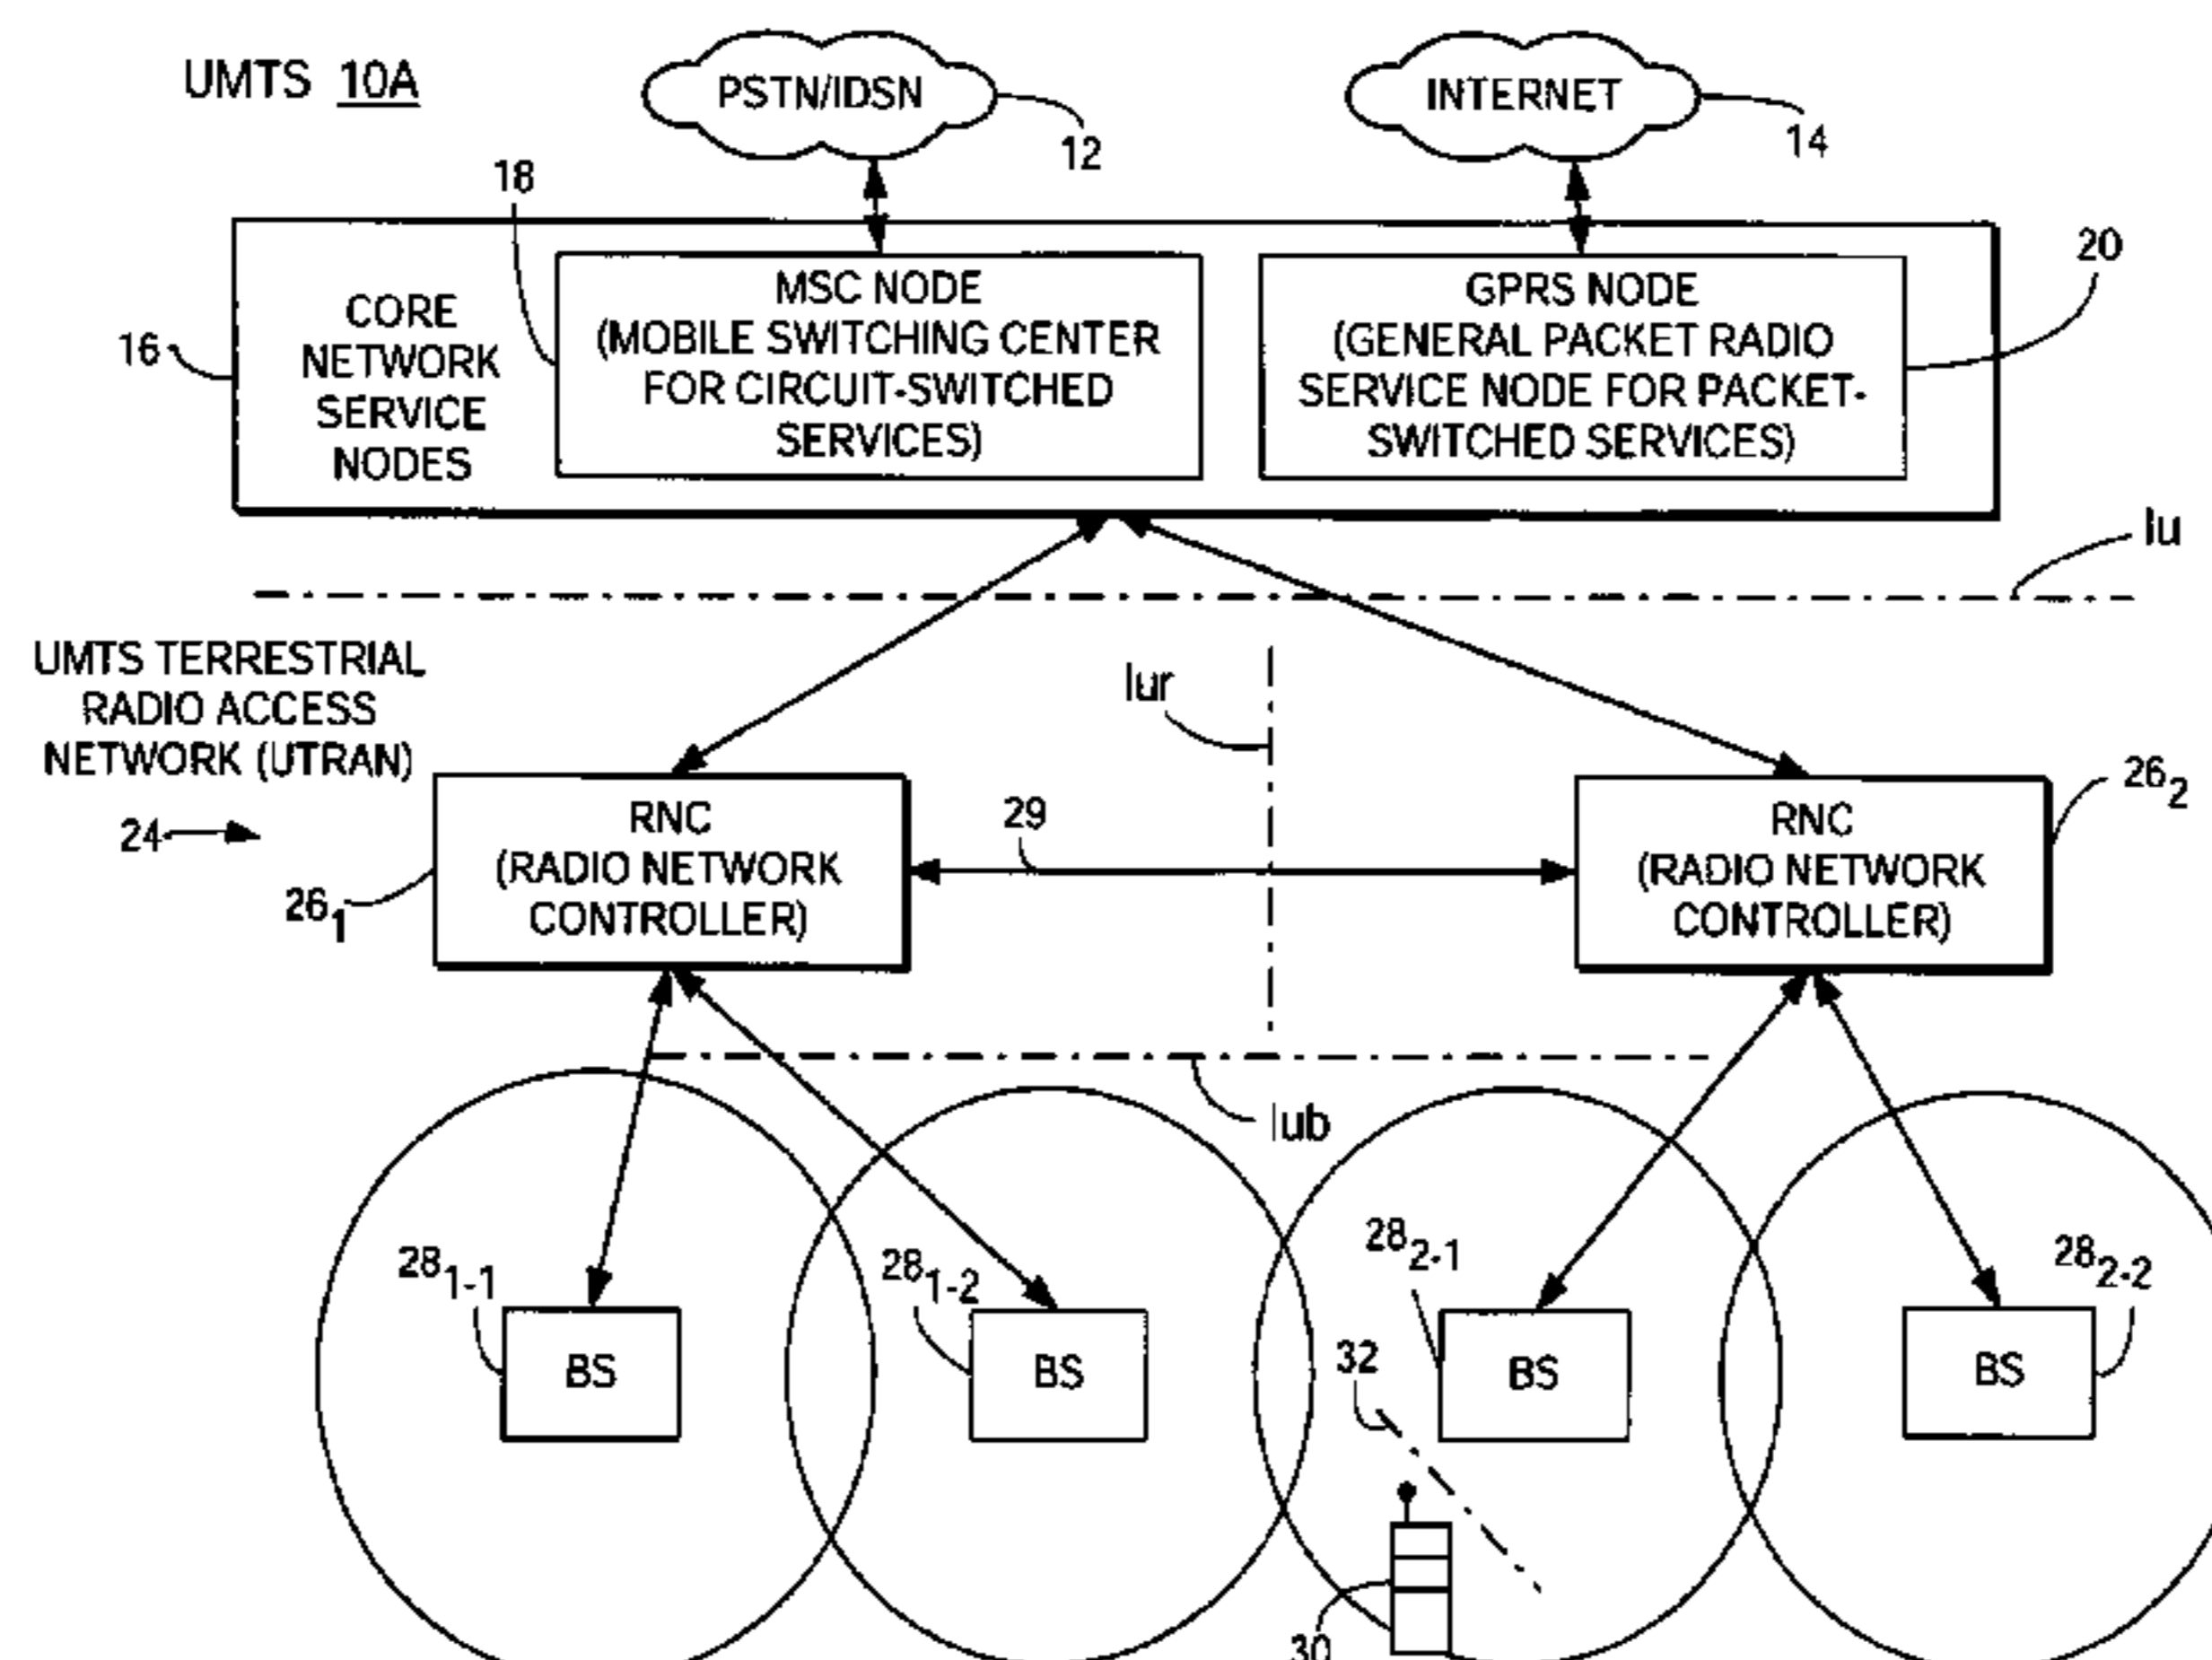 UMTS 10A
PSTN/IDSN
12
INTERNET
14
18
20
16
CORE
NETWORK
SERVICE
NODES
MSC NODE
(MOBILE SWITCHING CENTER
FOR CIRCUIT-SWITCHED
SERVICES)
GPRS NODE
(GENERAL PACKET RADIO
SERVICE NODE FOR PACKET-
SWITCHED SERVICES)
Iu
UMTS TERRESTRIAL
RADIO ACCESS
NETWORK (UTRAN)
24
Iur
26₁
RNC
(RADIO NETWORK
CONTROLLER)
29
RNC
(RADIO NETWORK
CONTROLLER)
26₂
Iub
28₁₋₁
BS
28₁₋₂
BS
28₂₋₁
BS
28₂₋₂
BS
32
30